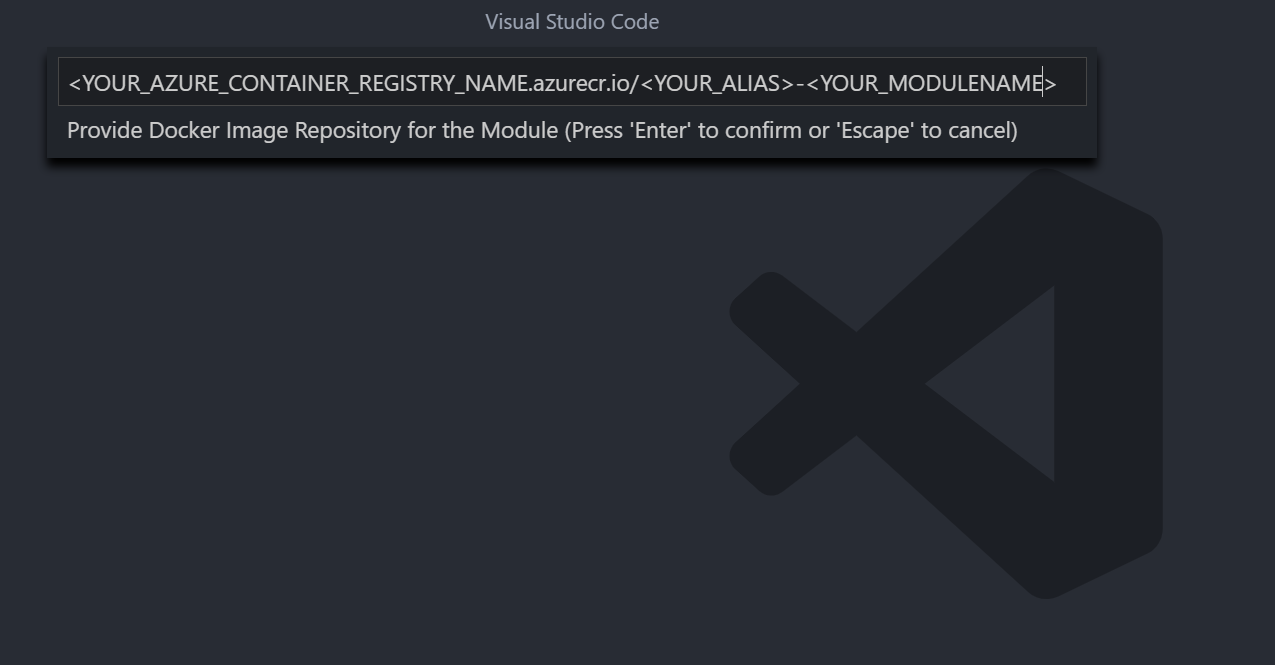 Visual Studio Code
<YOUR_AZURE_CONTAINER_REGISTRY_NAME.azurecr.io/<YOUR_ALIAS>-<YOUR_MODULENAME>
Provide Docker Image Repository for the Module (Press 'Enter' to confirm or 'Escape' to cancel)